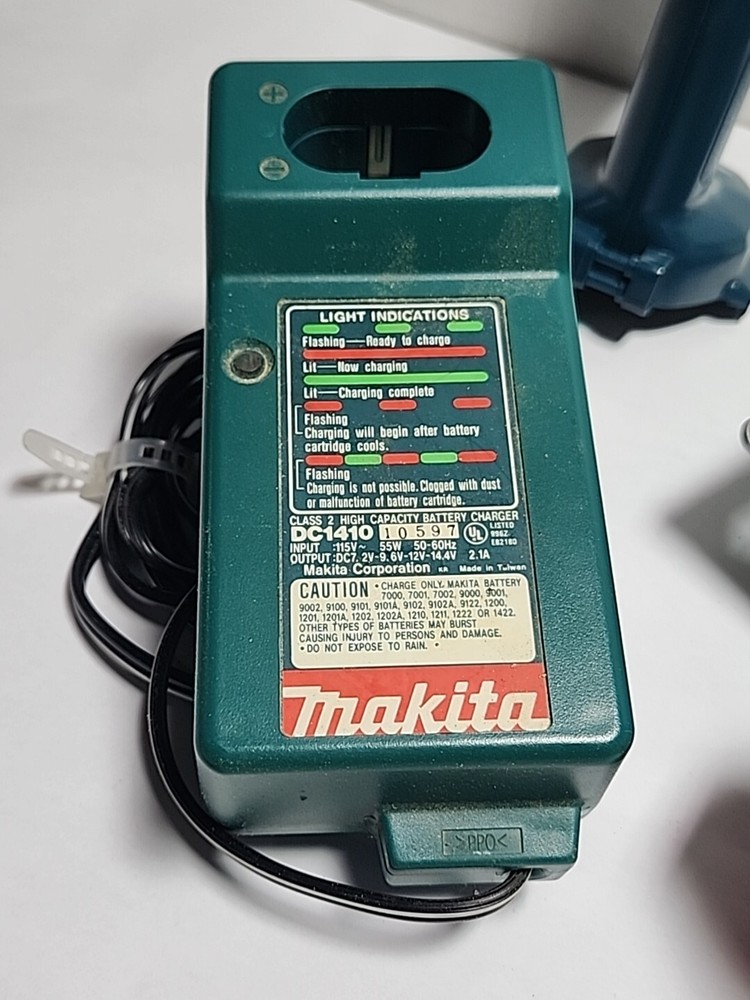 +
−
LIGHT INDICATIONS
Flashing—Ready to charge
Lit—Now charging
Lit—Charging complete
Flashing
Charging will begin after battery
cartridge cools.
Flashing
Charging is not possible. Clogged with dust
or malfunction of battery cartridge.
CLASS 2 HIGH CAPACITY BATTERY CHARGER
DC1410 10597 UL LISTED
INPUT 115V~ 55W 50-60Hz 996Z
OUTPUT:DC7.2V-9.6V-12V-14.4V 2.1A E82180
Makita Corporation KR Made in Taiwan
CAUTION • CHARGE ONLY MAKITA BATTERY
7000, 7001, 7002, 9000, 9001,
9002, 9100, 9101, 9101A, 9102, 9102A, 9122, 1200,
1201, 1201A, 1202, 1202A, 1210, 1211, 1222 OR 1422.
OTHER TYPES OF BATTERIES MAY BURST
CAUSING INJURY TO PERSONS AND DAMAGE.
• DO NOT EXPOSE TO RAIN. •
makita
>PPO<